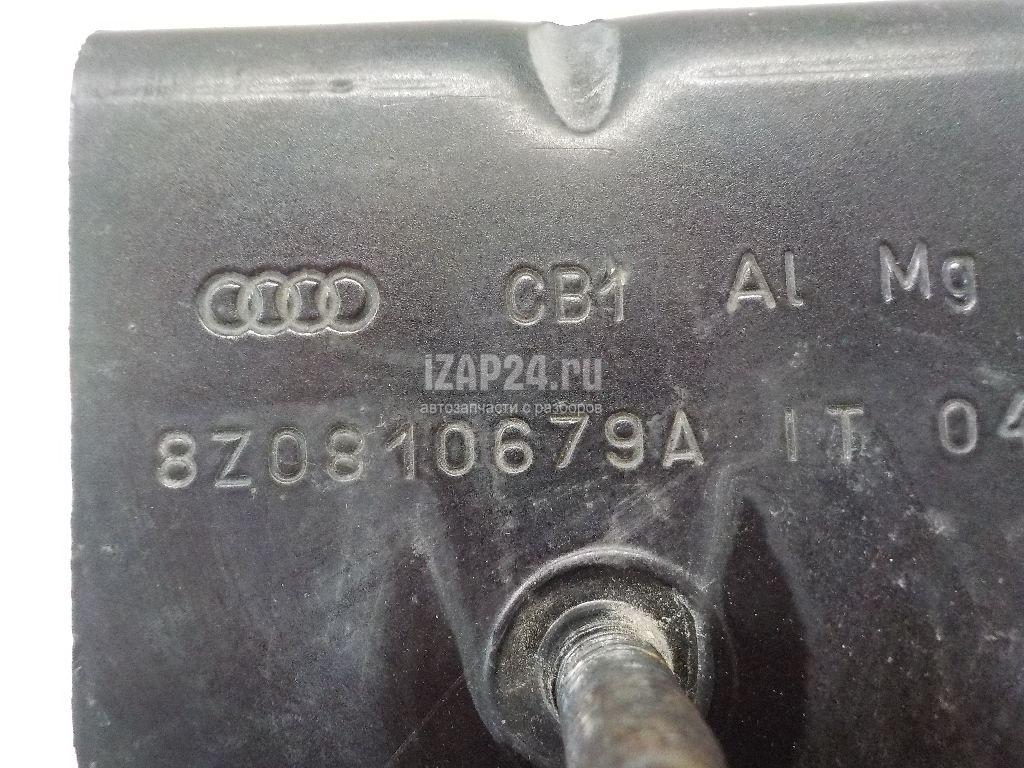 CB1 Al Mg
iZAP24.ru
автозапчасти с разборов
8Z0810679A IT 04